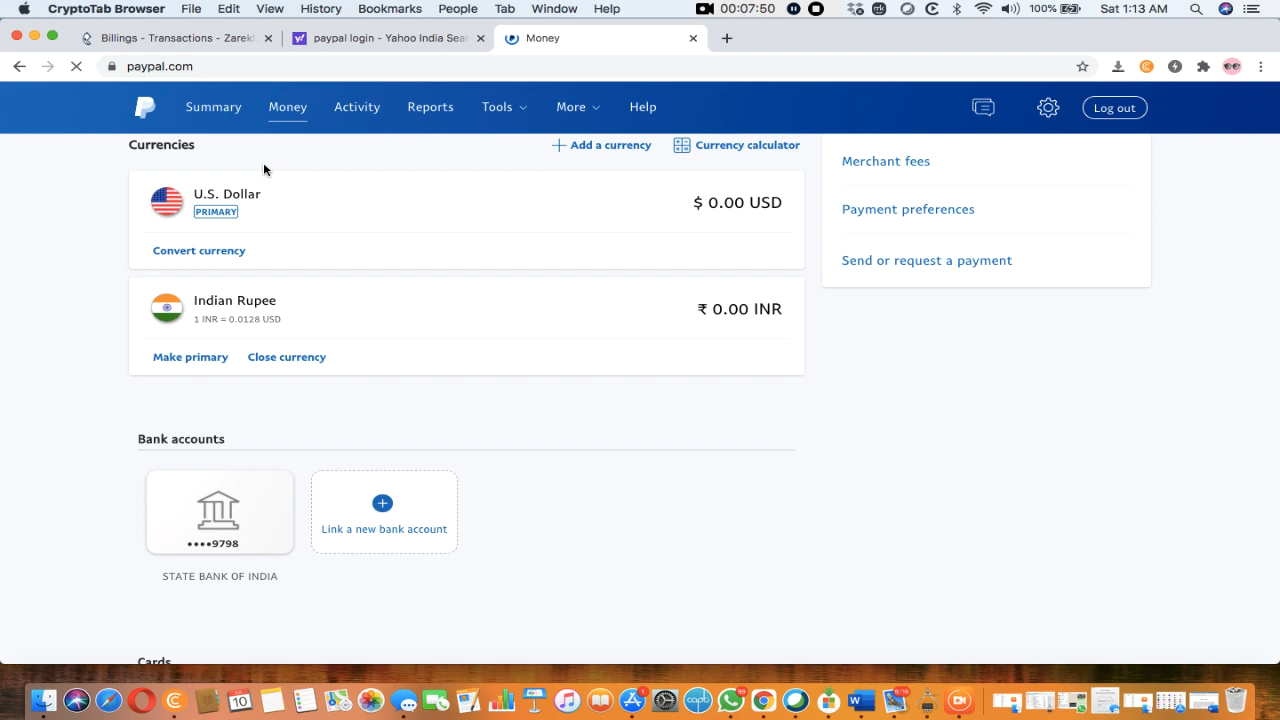 CryptoTab Browser File Edit View History Bookmarks People Tab Window Help 00:07:50 100% Sat 1:13 AM
Billings - Transactions - Zarekl
paypal login - Yahoo India Sear
Money
paypal.com
Summary Money Activity Reports Tools More Help Log out
Currencies
Add a currency
Currency calculator
U.S. Dollar
PRIMARY
$ 0.00 USD
Convert currency
Indian Rupee
1 INR = 0.0128 USD
₹ 0.00 INR
Make primary Close currency
Merchant fees
Payment preferences
Send or request a payment
Bank accounts
••••9798
STATE BANK OF INDIA
Link a new bank account
Cards